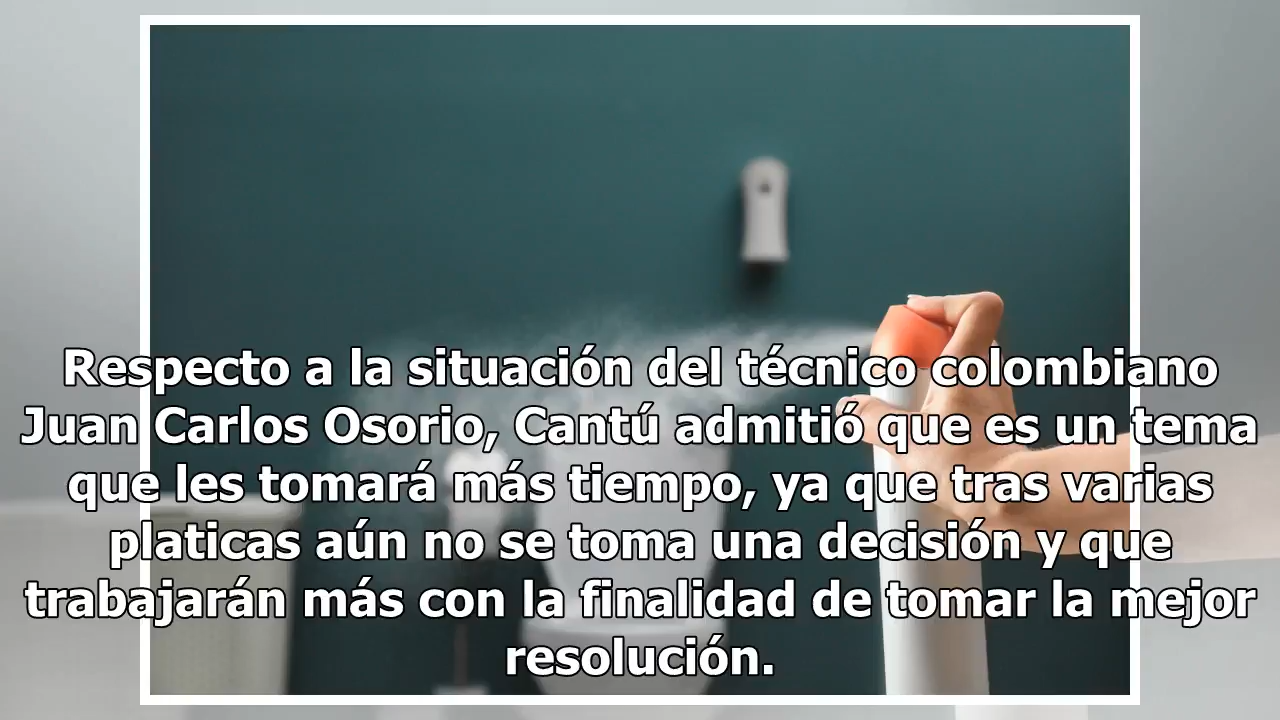 Respecto a la situación del técnico colombiano
Juan Carlos Osorio, Cantú admitió que es un tema
que les tomará más tiempo, ya que tras varias
platicas aún no se toma una decisión y que
trabajarán más con la finalidad de tomar la mejor
resolución.